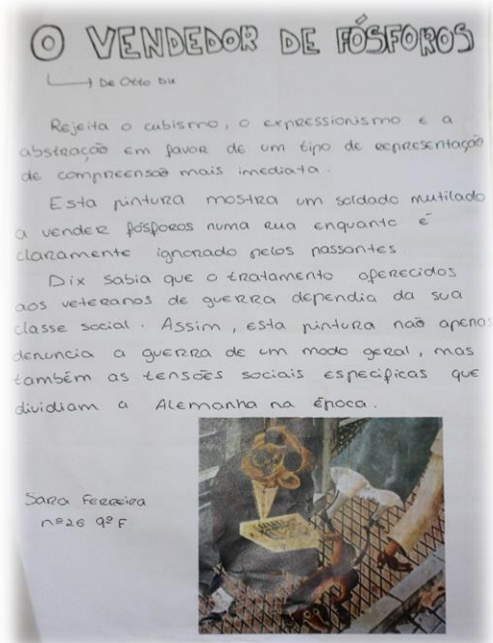 O VENDEDOR DE FÓSFOROS
De Otto Dix
Rejeita o cubismo, o expressionismo e a
abstracção em favor de um tipo de representação
de compreensão mais imediata.
Esta pintura mostra um soldado mutilado
a vender fósforos numa rua enquanto é
claramente ignorado pelos passantes.
Dix sabia que o tratamento oferecidos
aos veteranos de guerra dependia da sua
classe social. Assim, esta pintura não apenas
denuncia a guerra de um modo geral, mas
também as tensões sociais especificas que
dividiam a Alemanha na época.
Sara Ferreira
nº26 9ºF